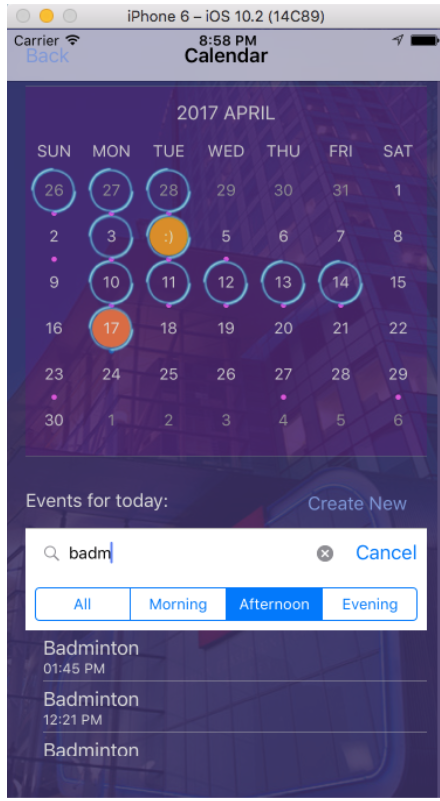 iPhone 6 – iOS 10.2 (14C89)
Carrier 8:58 PM
Back Calendar
2017 APRIL
SUN MON TUE WED THU FRI SAT
26 27 28 29 30 31 1
2 3 :) 5 6 7 8
9 10 11 12 13 14 15
16 17 18 19 20 21 22
23 24 25 26 27 28 29
30 1 2 3 4 5 6
Events for today: Create New
badm Cancel
All Morning Afternoon Evening
Badminton
01:45 PM
Badminton
12:21 PM
Badminton